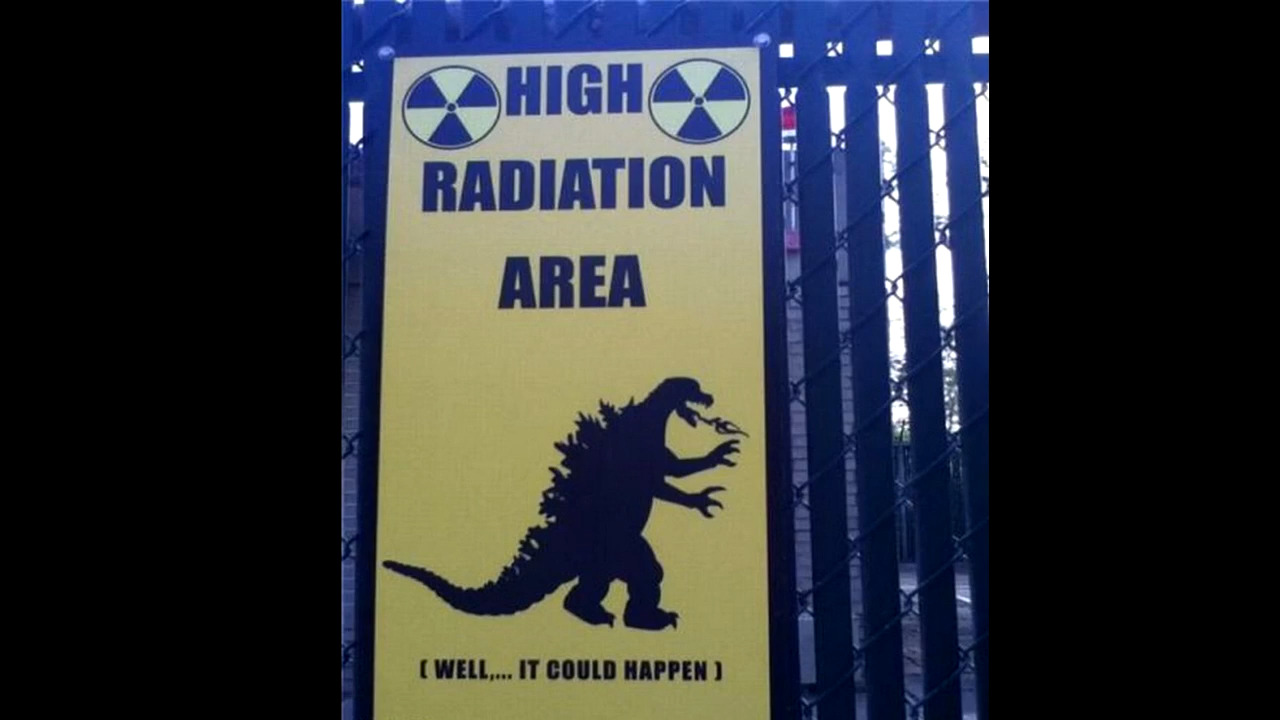 HIGH
RADIATION
AREA
( WELL,... IT COULD HAPPEN )